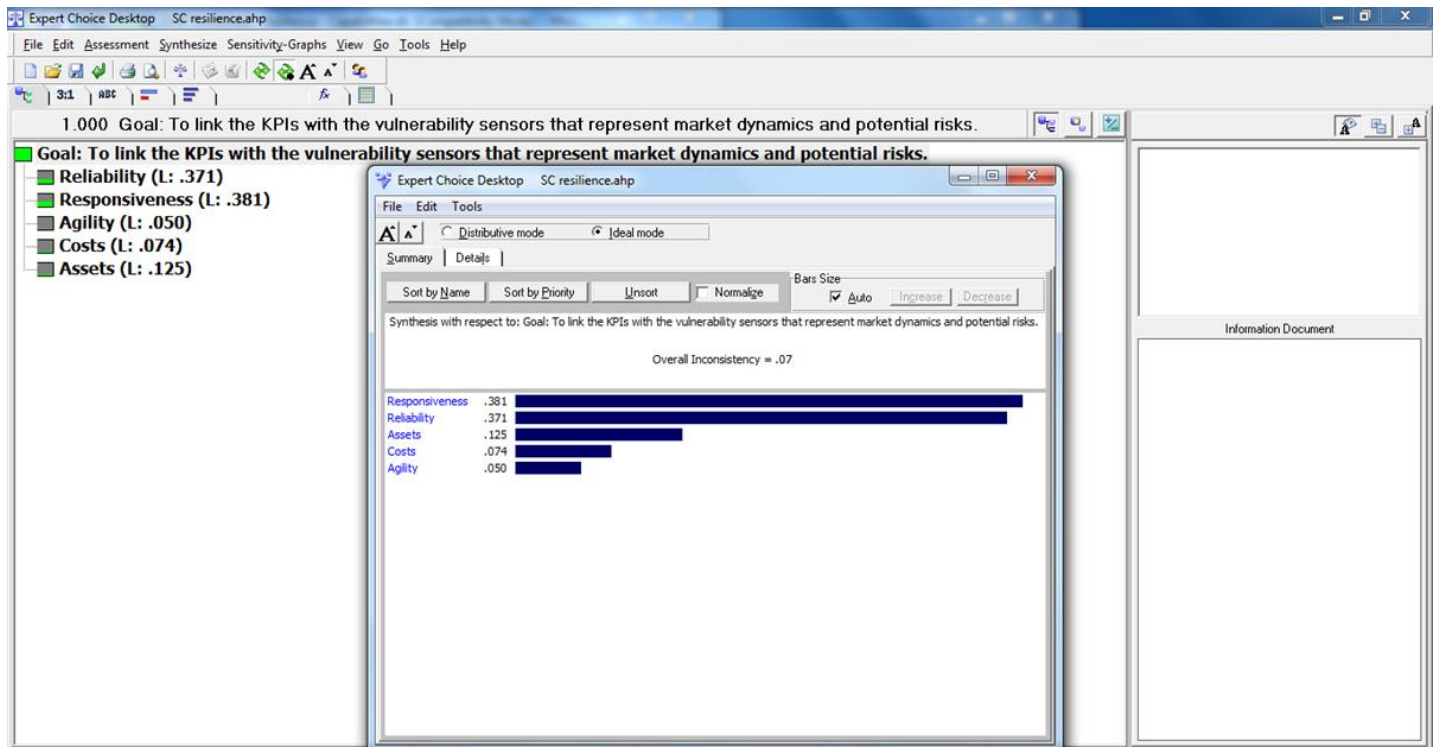 Expert Choice Desktop SC resilience.ahp
File Edit Assessment Synthesize Sensitivity-Graphs View Go Tools Help
A A
3:1 ABC fx
1.000 Goal: To link the KPIs with the vulnerability sensors that represent market dynamics and potential risks.
Goal: To link the KPIs with the vulnerability sensors that represent market dynamics and potential risks.
Reliability (L: .371)
Responsiveness (L: .381)
Agility (L: .050)
Costs (L: .074)
Assets (L: .125)
Expert Choice Desktop SC resilience.ahp
File Edit Tools
A A Distributive mode Ideal mode
Summary Details
Sort by Name Sort by Priority Unsort Normalize
Bars Size
Auto Increase Decrease
Synthesis with respect to: Goal: To link the KPIs with the vulnerability sensors that represent market dynamics and potential risks.
Overall Inconsistency = .07
Responsiveness .381
Reliability .371
Assets .125
Costs .074
Agility .050
Information Document